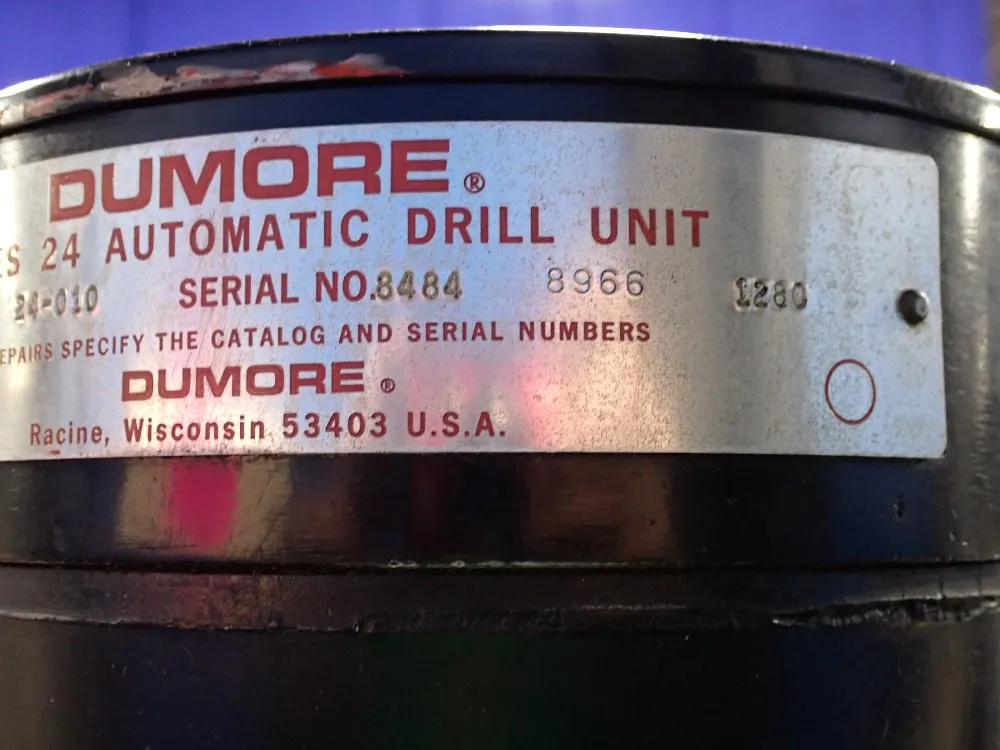 DUMORE®
ES 24 AUTOMATIC DRILL UNIT
24-010 SERIAL NO. 8484 8966 1280
EPAIRS SPECIFY THE CATALOG AND SERIAL NUMBERS
DUMORE®
Racine, Wisconsin 53403 U.S.A.